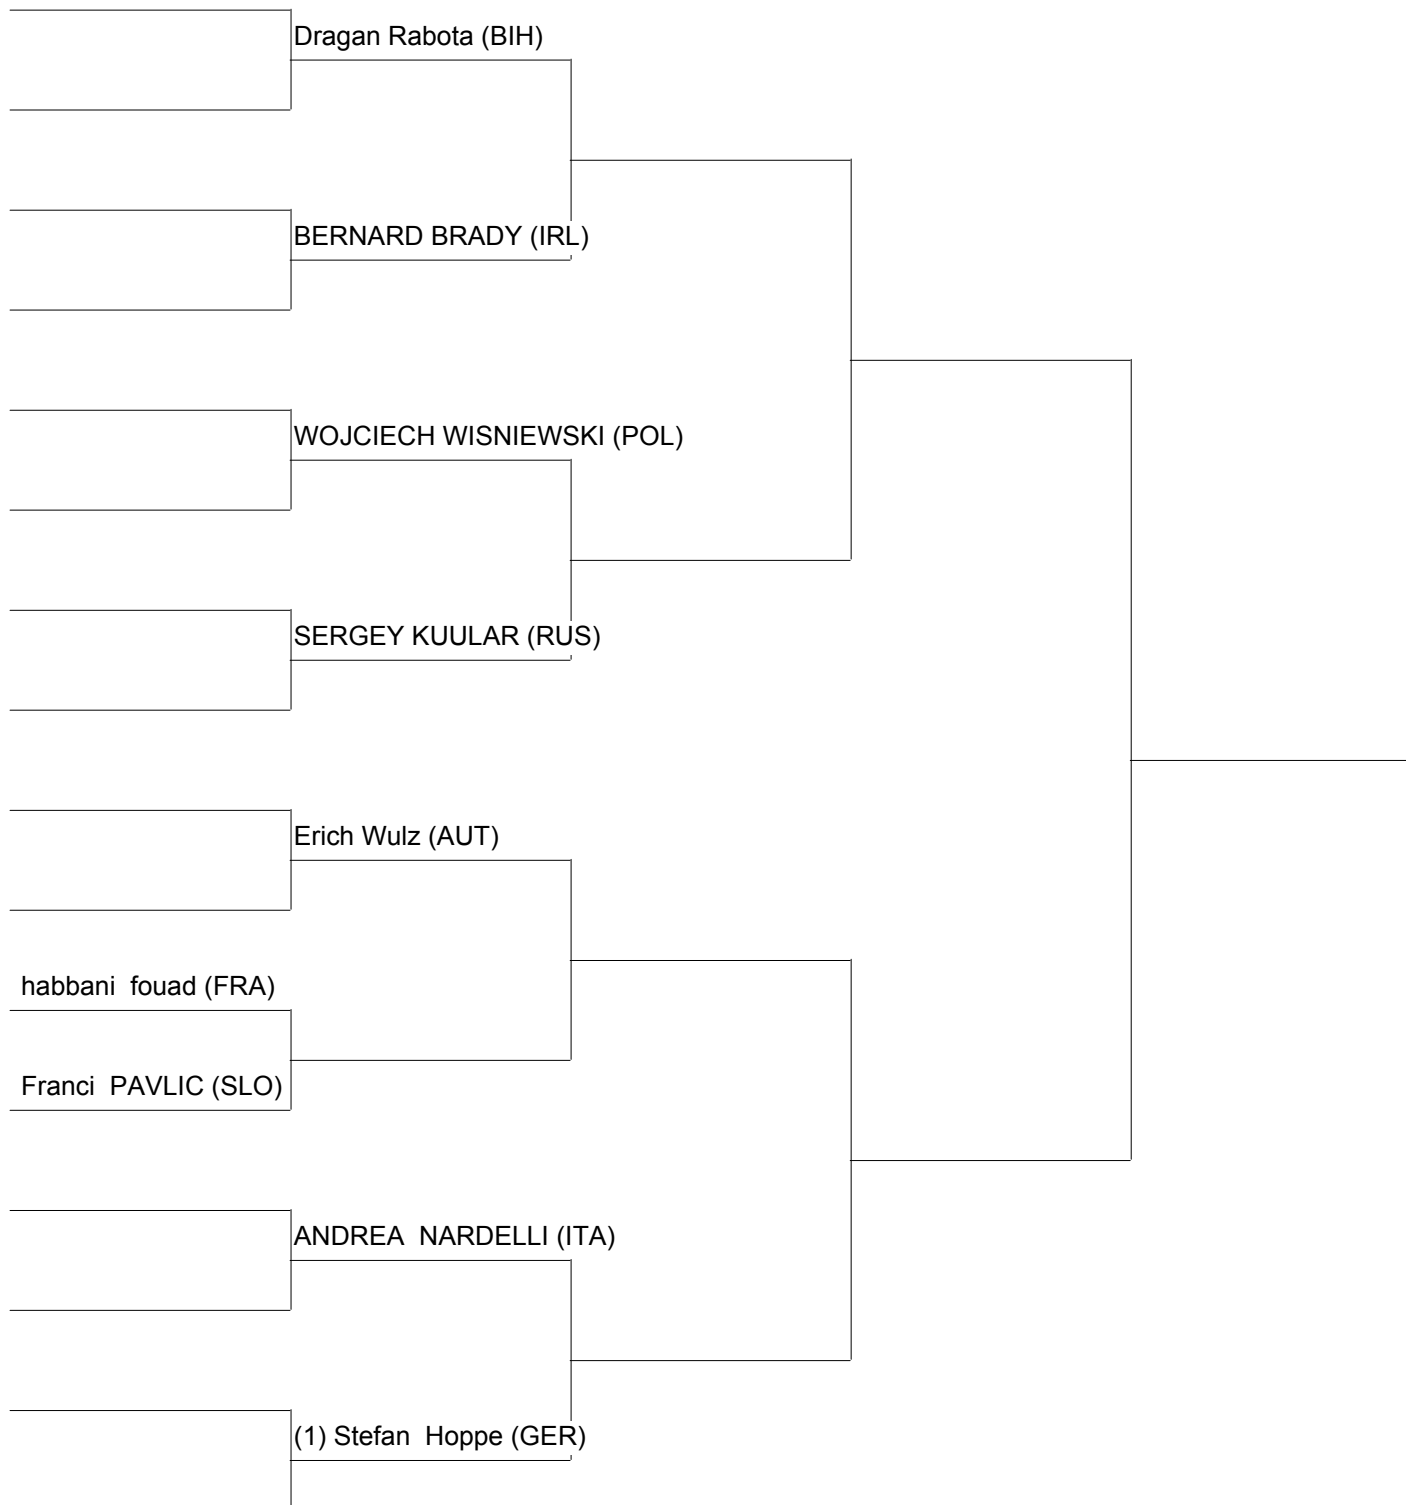 Dragan Rabota (BIH)
BERNARD BRADY (IRL)
WOJCIECH WISNIEWSKI (POL)
SERGEY KUULAR (RUS)
Erich Wulz (AUT)
habbani  fouad (FRA)
Franci  PAVLIC (SLO)
ANDREA  NARDELLI (ITA)
(1) Stefan  Hoppe (GER)